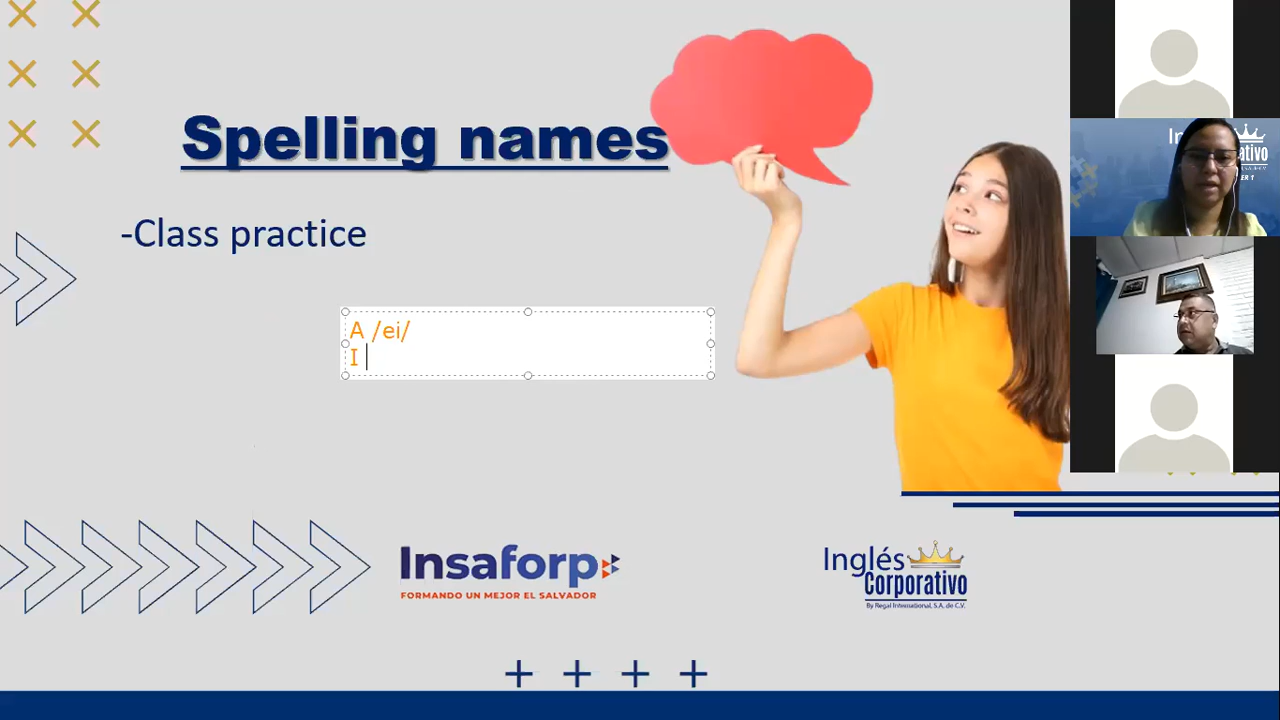 Spelling names
-Class practice
A /ei/
I
Insaforp
FORMANDO UN MEJOR EL SALVADOR
Inglés
Corporativo
By Regal International, S.A. de C.V.